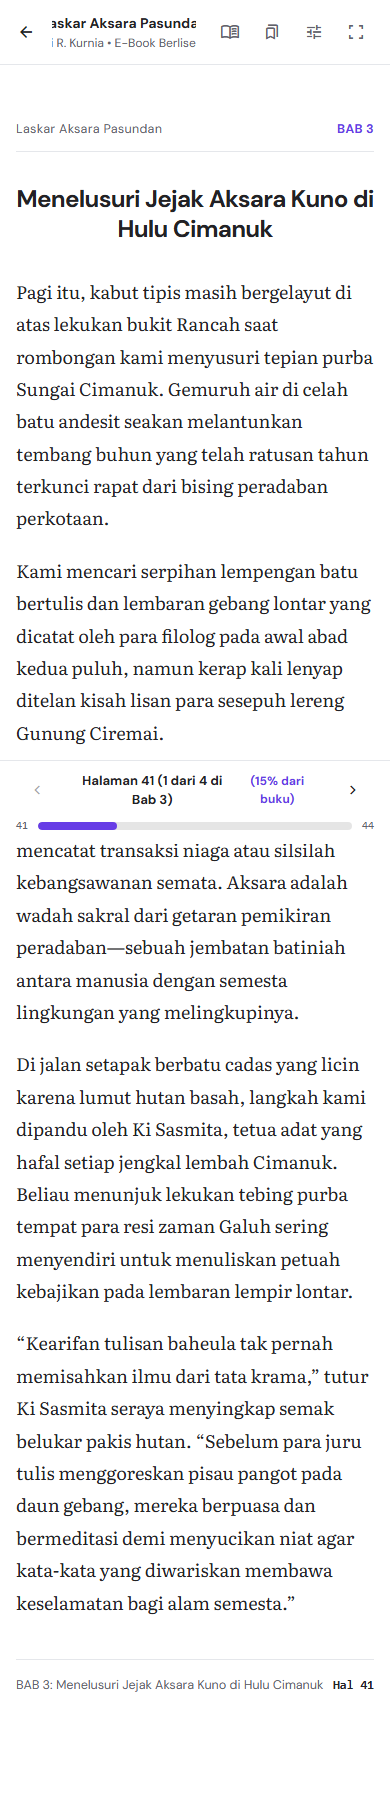 askar Aksara Pasunda
i R. Kurnia • E-Book Berlise
Laskar Aksara Pasundan
BAB 3
Menelusuri Jejak Aksara Kuno di
Hulu Cimanuk
Pagi itu, kabut tipis masih bergelayut di
atas lekukan bukit Rancah saat
rombongan kami menyusuri tepian purba
Sungai Cimanuk. Gemuruh air di celah
batu andesit seakan melantunkan
tembang buhun yang telah ratusan tahun
terkunci rapat dari bising peradaban
perkotaan.
Kami mencari serpihan lempengan batu
bertulis dan lembaran gebang lontar yang
dicatat oleh para filolog pada awal abad
kedua puluh, namun kerap kali lenyap
ditelan kisah lisan para sesepuh lereng
Gunung Ciremai.
Halaman 41 (1 dari 4 di
Bab 3)
(15% dari
buku)
41
44
mencatat transaksi niaga atau silsilah
kebangsawanan semata. Aksara adalah
wadah sakral dari getaran pemikiran
peradaban—sebuah jembatan batiniah
antara manusia dengan semesta
lingkungan yang melingkupinya.
Di jalan setapak berbatu cadas yang licin
karena lumut hutan basah, langkah kami
dipandu oleh Ki Sasmita, tetua adat yang
hafal setiap jengkal lembah Cimanuk.
Beliau menunjuk lekukan tebing purba
tempat para resi zaman Galuh sering
menyendiri untuk menuliskan petuah
kebajikan pada lembaran lempir lontar.
“Kearifan tulisan baheula tak pernah
memisahkan ilmu dari tata krama,” tutur
Ki Sasmita seraya menyingkap semak
belukar pakis hutan. “Sebelum para juru
tulis menggoreskan pisau pangot pada
daun gebang, mereka berpuasa dan
bermeditasi demi menyucikan niat agar
kata-kata yang diwariskan membawa
keselamatan bagi alam semesta.”
BAB 3: Menelusuri Jejak Aksara Kuno di Hulu Cimanuk
Hal 41